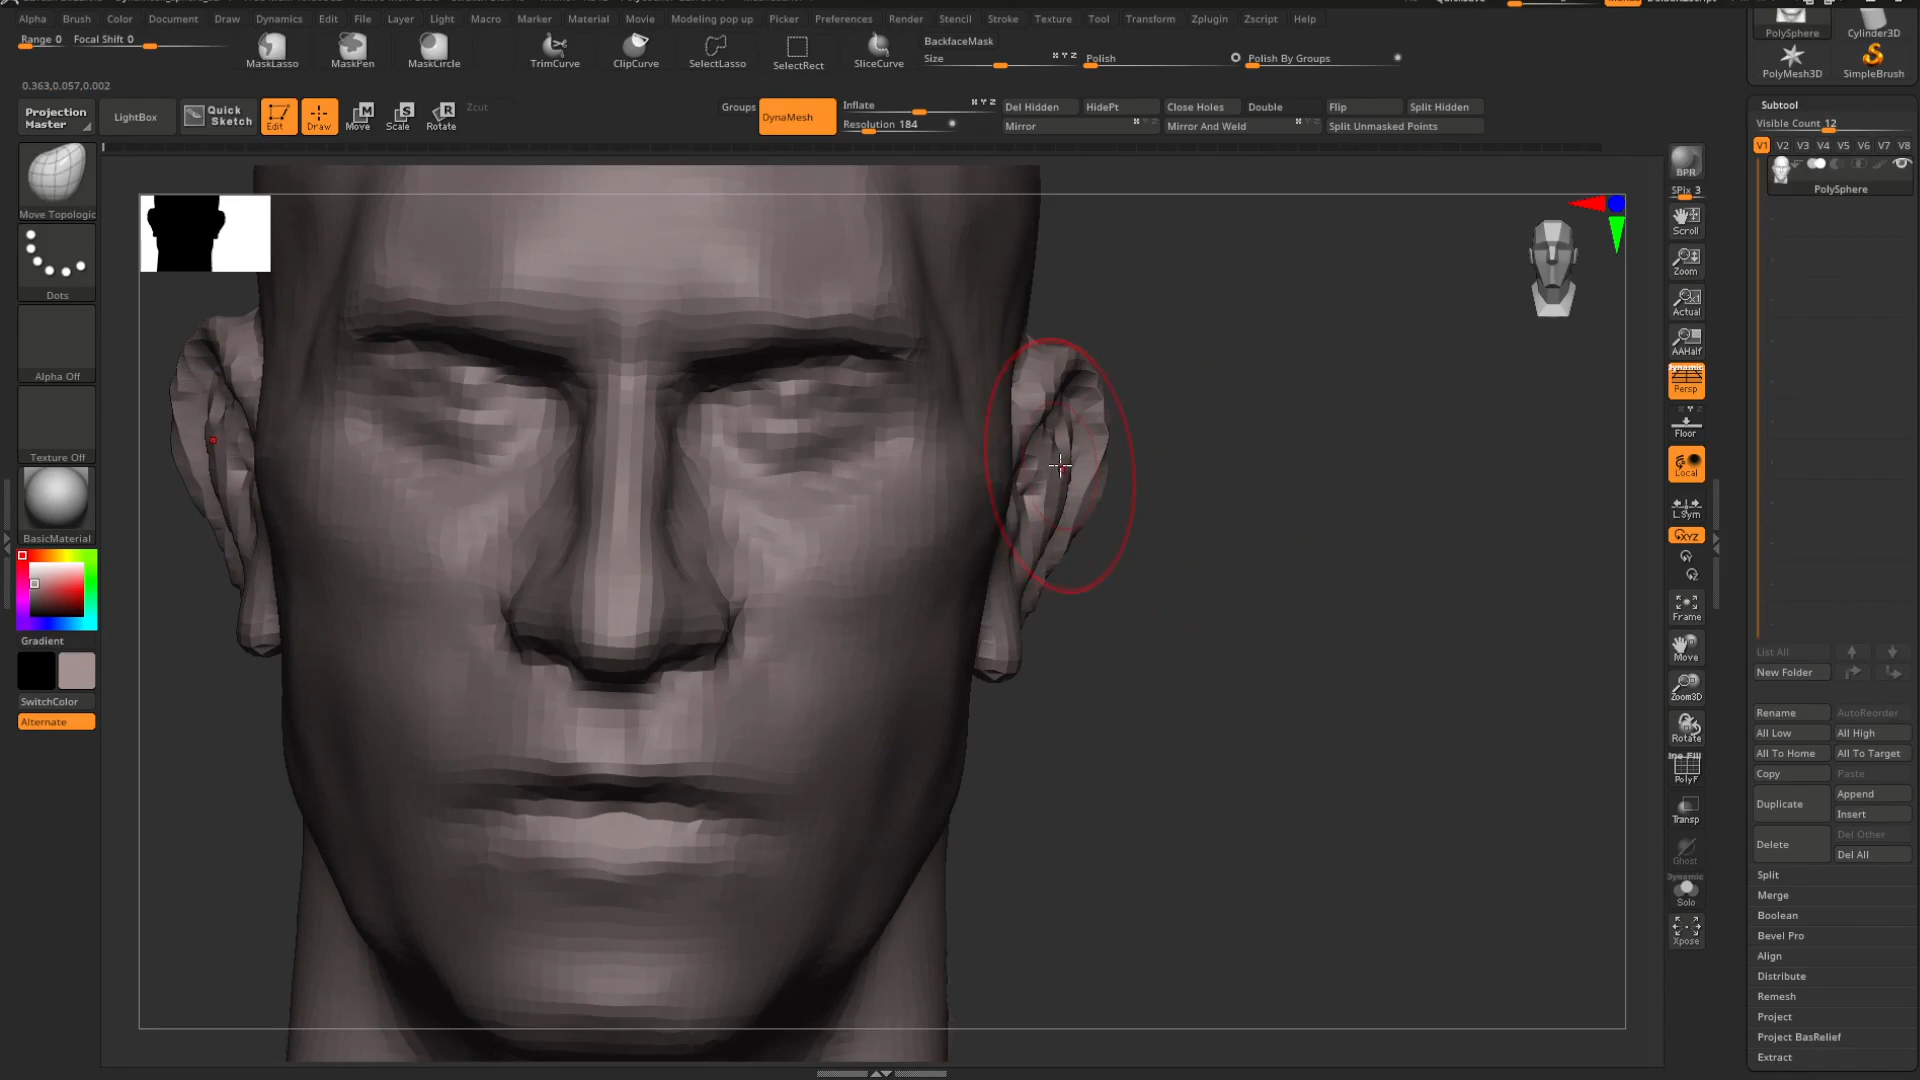 Alpha Brush Color Document Draw Dynamics Edit File Layer Light Macro Marker Material Movie Modeling pop up Picker Preferences Render Stencil Stroke Texture Tool Transform Zplugin Zscript Help
Range 0 Focal Shift 0
MaskLasso MaskPen MaskCircle TrimCurve ClipCurve SelectLasso SelectRect SliceCurve
BackfaceMask
Size X Y Z Polish Polish By Groups
0.363,0.057,0.002
Projection Master
LightBox
Quick Sketch
Edit Draw Move Scale Rotate
Zcut
Groups
DynaMesh
Inflate X Y Z
Resolution 184
Del Hidden HidePt Close Holes Double Flip Split Hidden
Mirror Mirror And Weld Split Unmasked Points
Move Topologic
Dots
Alpha Off
Texture Off
BasicMaterial
Gradient
SwitchColor
Alternate
BPR
SPix 3
Scroll
Zoom
Actual
AAHalf
Dynamic
Persp
Floor
Local
L.Sym
XYZ
Frame
Move
Zoom3D
Rotate
PolyF
Transp
Ghost
Dynamic
Solo
Xpose
PolySphere Cylinder3D
PolyMesh3D SimpleBrush
Subtool
Visible Count 12
V1 V2 V3 V4 V5 V6 V7 V8
PolySphere
List All
New Folder
Rename AutoReorder
All Low All High
All To Home All To Target
Copy Paste
Duplicate Append
Insert
Delete Del Other
Del All
Split
Merge
Boolean
Bevel Pro
Align
Distribute
Remesh
Project
Project BasRelief
Extract